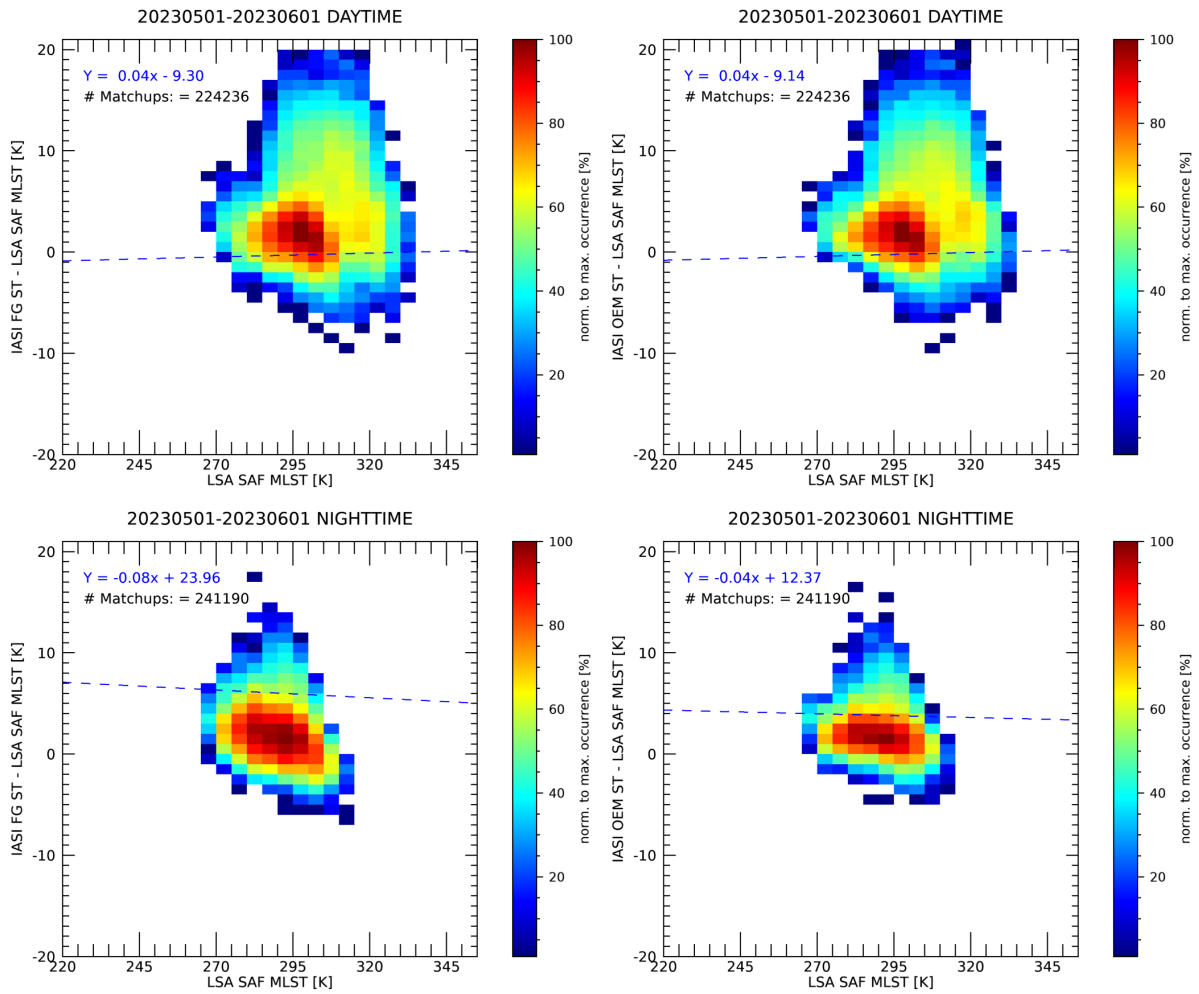 20230501-20230601 DAYTIME
Y =  0.04x - 9.30
# Matchups: = 224236
IASI FG ST - LSA SAF MLST [K]
20
10
0
-10
-20
220 245 270 295 320 345
LSA SAF MLST [K]
100
80
60
40
20
norm. to max. occurrence [%]
20230501-20230601 DAYTIME
Y =  0.04x - 9.14
# Matchups: = 224236
IASI OEM ST - LSA SAF MLST [K]
20
10
0
-10
-20
220 245 270 295 320 345
LSA SAF MLST [K]
100
80
60
40
20
norm. to max. occurrence [%]
20230501-20230601 NIGHTTIME
Y = -0.08x + 23.96
# Matchups: = 241190
IASI FG ST - LSA SAF MLST [K]
20
10
0
-10
-20
220 245 270 295 320 345
LSA SAF MLST [K]
100
80
60
40
20
norm. to max. occurrence [%]
20230501-20230601 NIGHTTIME
Y = -0.04x + 12.37
# Matchups: = 241190
IASI OEM ST - LSA SAF MLST [K]
20
10
0
-10
-20
220 245 270 295 320 345
LSA SAF MLST [K]
100
80
60
40
20
norm. to max. occurrence [%]